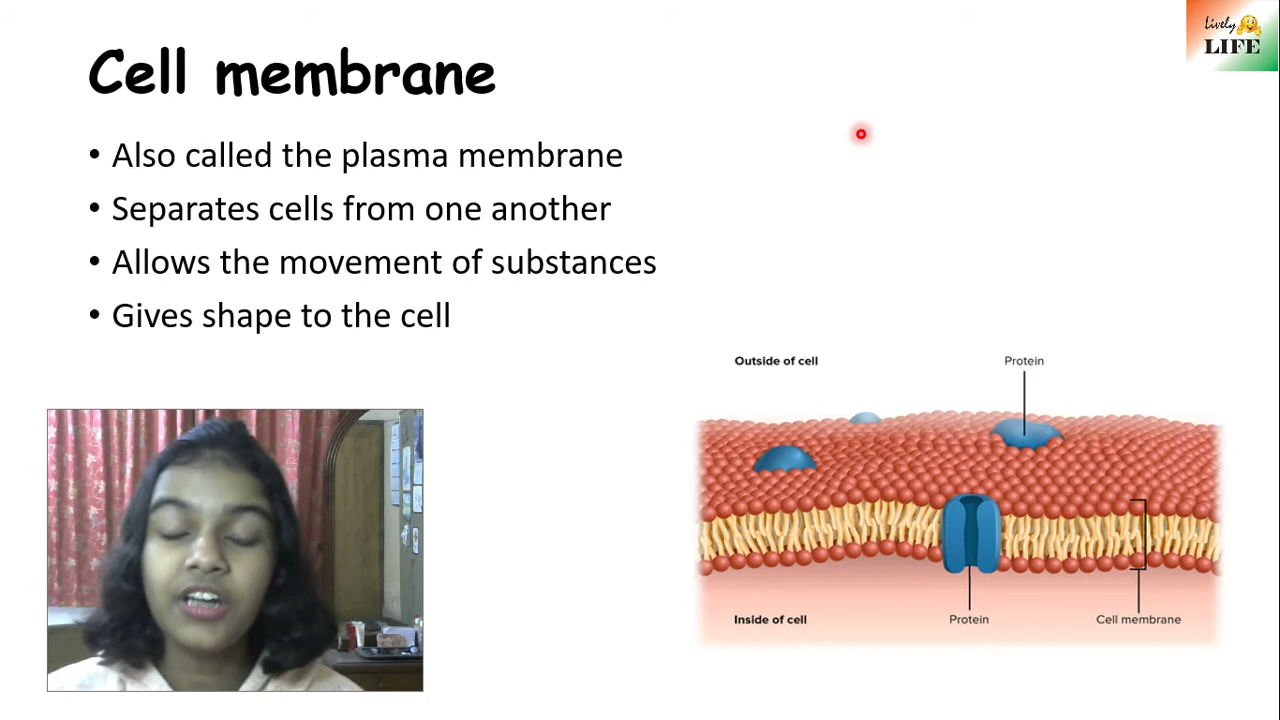 Lively
LIFE
Cell membrane
• Also called the plasma membrane
• Separates cells from one another
• Allows the movement of substances
• Gives shape to the cell
Outside of cell
Protein
Inside of cell
Protein
Cell membrane